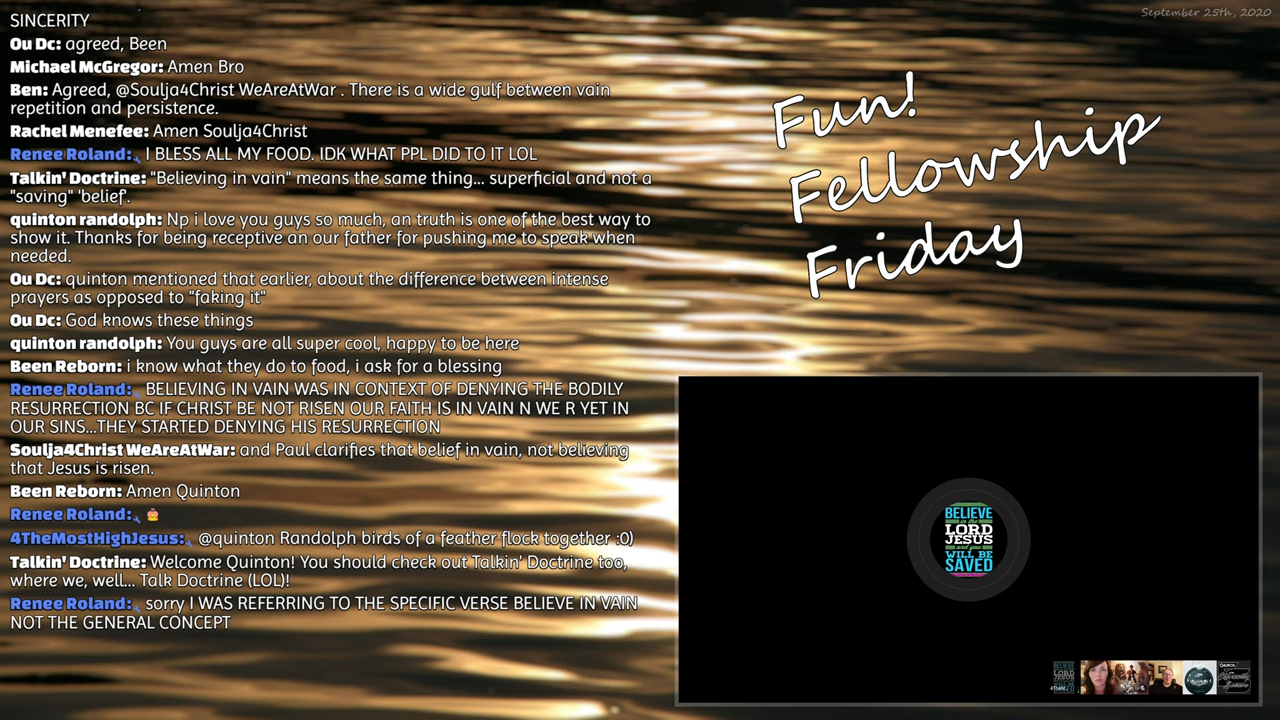 SINCERITY
Ou Dc: agreed, Been
Michael McGregor: Amen Bro
Ben: Agreed, @Soulja4Christ WeAreAtWar . There is a wide gulf between vain
repetition and persistence.
Rachel Menefee: Amen Soulja4Christ
Renee Roland: I BLESS ALL MY FOOD. IDK WHAT PPL DID TO IT LOL
Talkin' Doctrine: "Believing in vain" means the same thing... superficial and not a
"saving" 'belief'.
quinton randolph: Np i love you guys so much, an truth is one of the best way to
show it. Thanks for being receptive an our father for pushing me to speak when
needed.
Ou Dc: quinton mentioned that earlier, about the difference between intense
prayers as opposed to "faking it"
Ou Dc: God knows these things
quinton randolph: You guys are all super cool, happy to be here
Been Reborn: i know what they do to food, i ask for a blessing
Renee Roland: BELIEVING IN VAIN WAS IN CONTEXT OF DENYING THE BODILY
RESURRECTION BC IF CHRIST BE NOT RISEN OUR FAITH IS IN VAIN N WE R YET IN
OUR SINS...THEY STARTED DENYING HIS RESURRECTION
Soulja4Christ WeAreAtWar: and Paul clarifies that belief in vain, not believing
that Jesus is risen.
Been Reborn: Amen Quinton
Renee Roland:
4TheMostHighJesus: @quinton Randolph birds of a feather flock together :0)
Talkin' Doctrine: Welcome Quinton! You should check out Talkin' Doctrine too,
where we, well... Talk Doctrine (LOL)!
Renee Roland: sorry I WAS REFERRING TO THE SPECIFIC VERSE BELIEVE IN VAIN
NOT THE GENERAL CONCEPT
September 25th, 2020
Fun!
Fellowship
Friday
BELIEVE
in the
LORD
JESUS
and you
WILL BE
SAVED
BELIEVE
LORD
JESUS
CHURCH